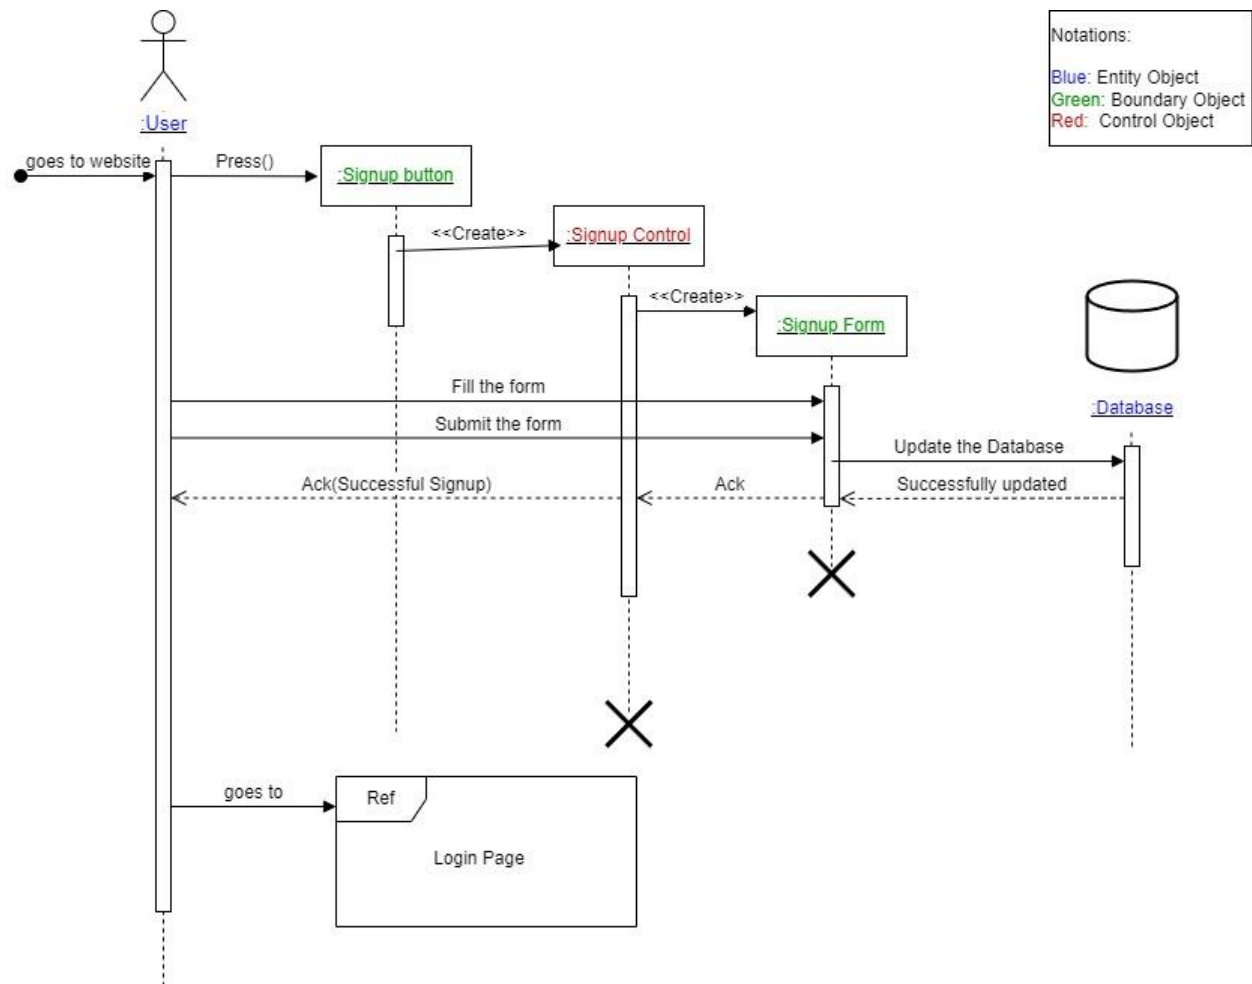 Notations:
Blue: Entity Object
Green: Boundary Object
Red: Control Object
:User
goes to website
Press()
:Signup button
<<Create>>
:Signup Control
<<Create>>
:Signup Form
Fill the form
:Database
Submit the form
Update the Database
Ack(Successful Signup)
Ack
Successfully updated
goes to
Ref
Login Page